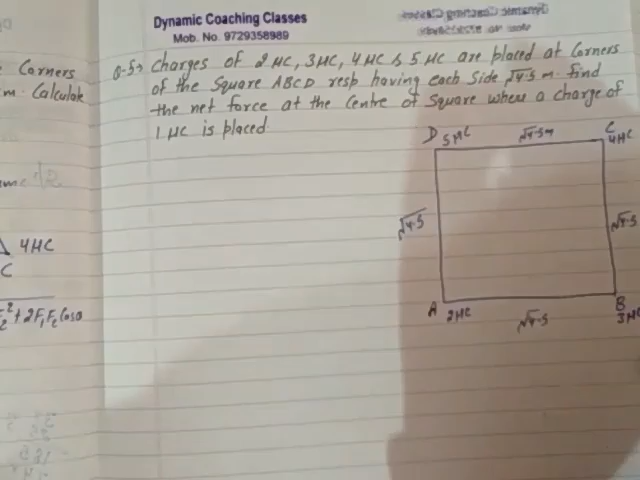 Dynamic Coaching Classes
Mob. No. 9729358989
Corners
m. Calculate
4μC
C
+ 2F₁F₂ Cosθ
Q-5 → Charges of 2μC, 3μC, 4μC & 5μC are placed at Corners
of the Square ABCD resp having each Side √4.5 m. find
the net force at the Centre of Square where a charge of
1μC is placed.
D 5μC √4.5m C
4μC
√4.5 √4.5
A 2μC √4.5 B
3μC